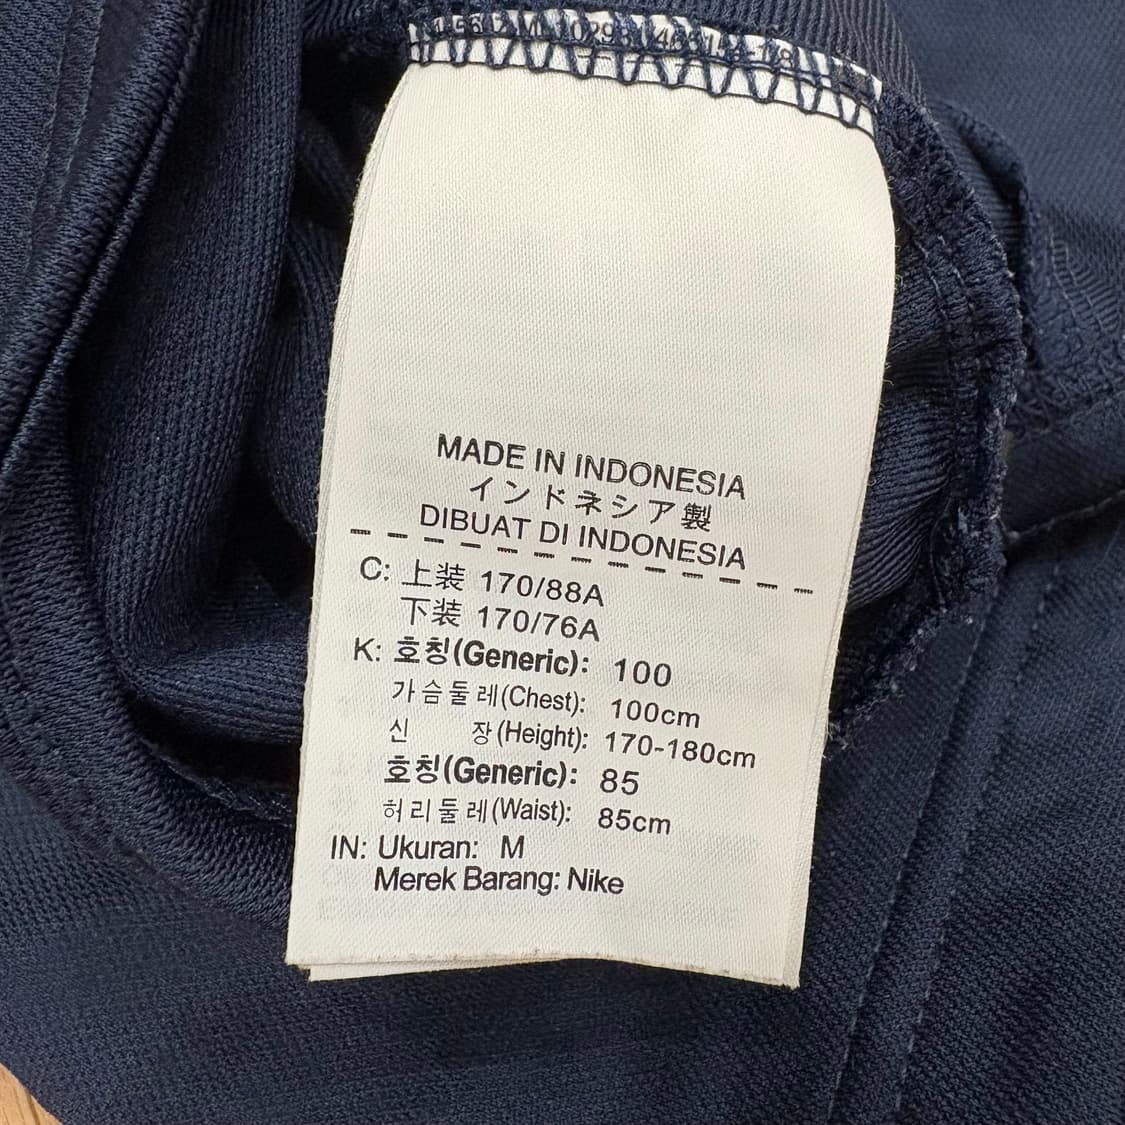 MADE IN INDONESIA
インドネシア製
DIBUAT DI INDONESIA
C: 上装 170/88A
下装 170/76A
K: 호칭(Generic): 100
가슴둘레(Chest): 100cm
신 장(Height): 170-180cm
호칭(Generic): 85
허리둘레(Waist): 85cm
IN: Ukuran: M
Merek Barang: Nike